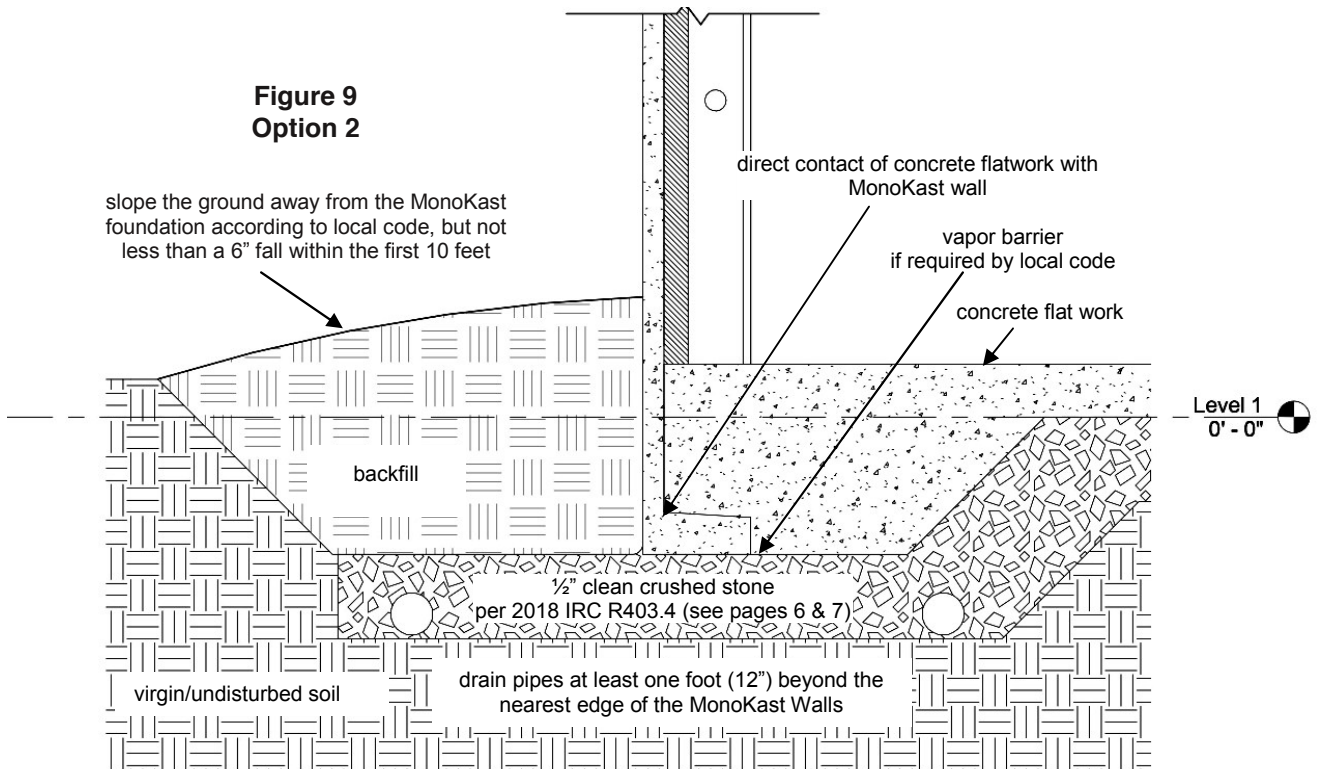 Figure 9
Option 2
slope the ground away from the MonoKast
foundation according to local code, but not
less than a 6” fall within the first 10 feet
direct contact of concrete flatwork with
MonoKast wall
vapor barrier
if required by local code
concrete flat work
Level 1
0' - 0"
backfill
½” clean crushed stone
per 2018 IRC R403.4 (see pages 6 & 7)
virgin/undisturbed soil
drain pipes at least one foot (12”) beyond the
nearest edge of the MonoKast Walls